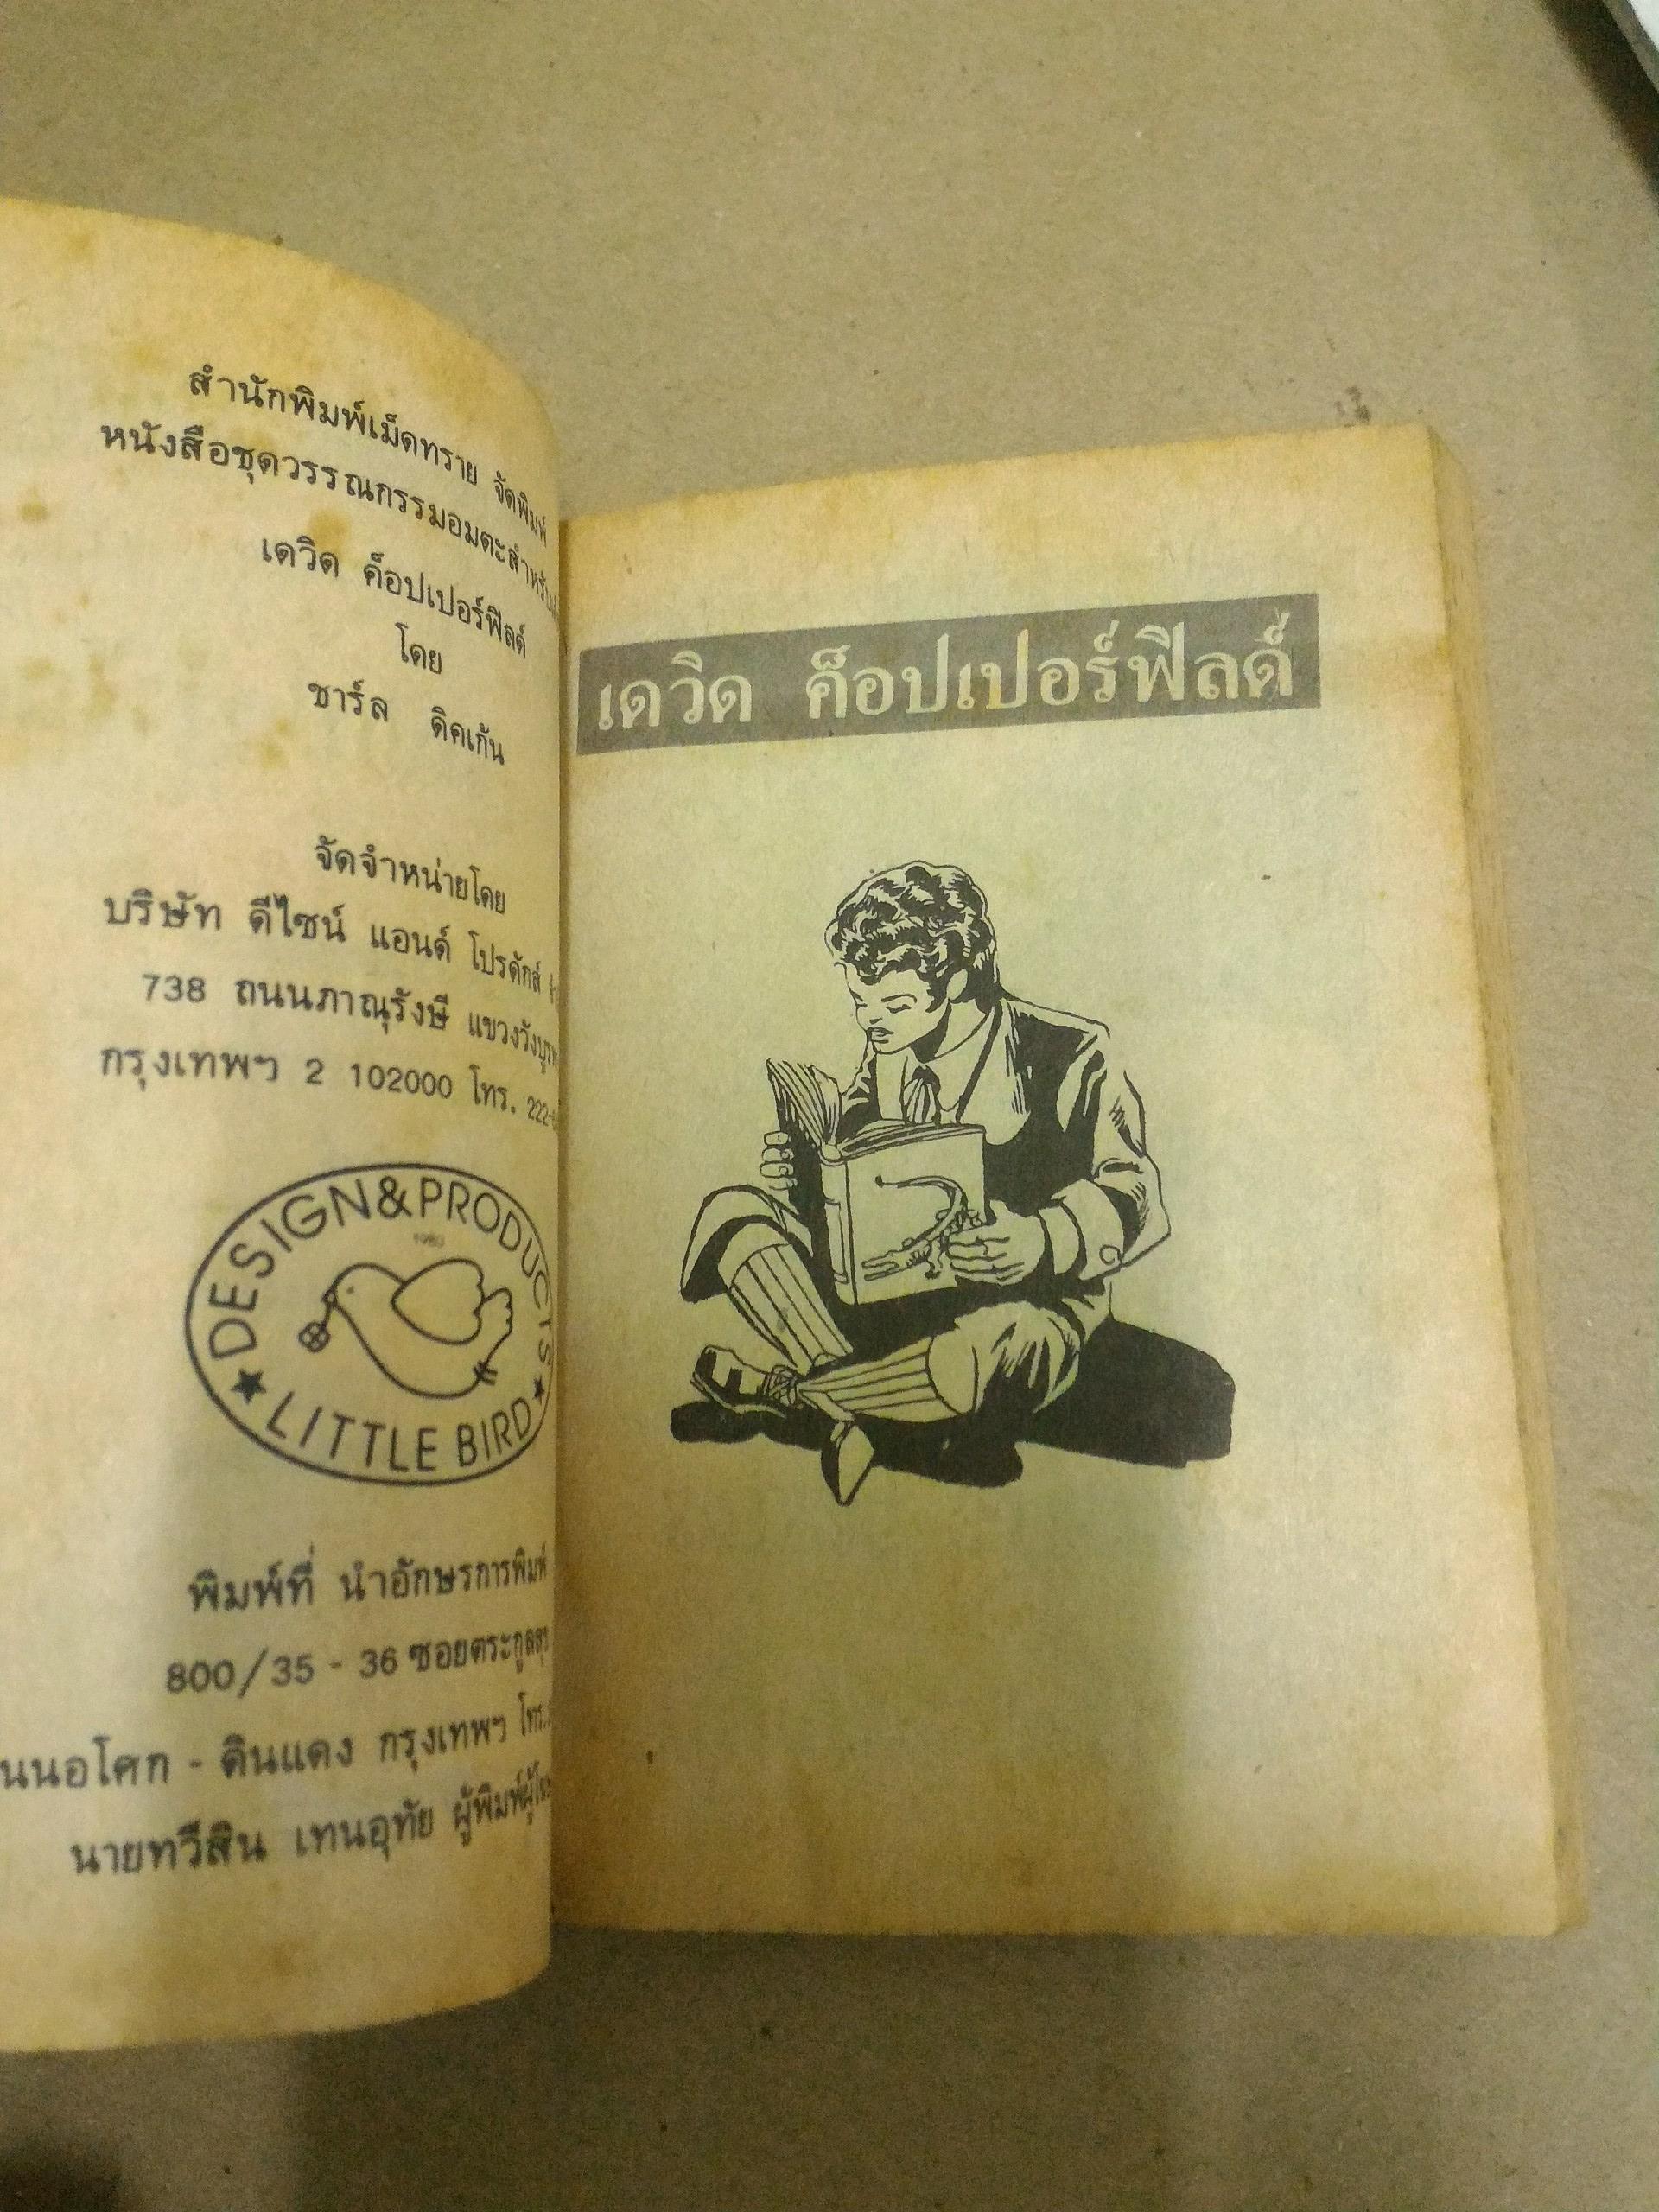 สำนักพิมพ์เม็ดทราย จัดพิมพ์
หนังสือชุดวรรณกรรมอมตะสำหรับ
เดวิด ค็อปเปอร์ฟิลด์
โดย
ชาร์ล ดิคเก้น
จัดจำหน่ายโดย
บริษัท ดีไซน์ แอนด์ โปรดักส์
738 ถนนภาณุรังษี แขวงวังบูรพา
กรุงเทพฯ 2 102000 โทร. 222-
DESIGN & PRODUCTS
1980
★ LITTLE BIRD ★
พิมพ์ที่ นำอักษรการพิมพ์
800/35 - 36 ซอยตระกูลสุข
นนอโศก - ดินแดง กรุงเทพฯ โทร.
นายทวีสิน เทนอุทัย ผู้พิมพ์ผู้
เดวิด ค็อปเปอร์ฟิลด์